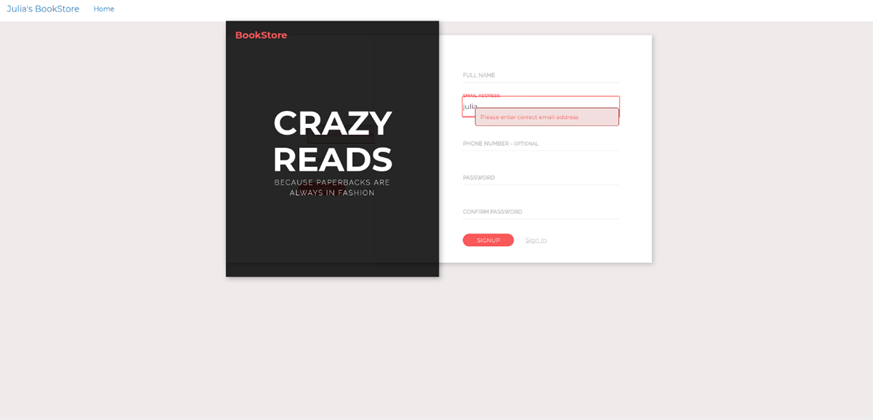 Julia's BookStore
Home
BookStore
CRAZY
READS
BECAUSE PAPERBACKS ARE
ALWAYS IN FASHION
FULL NAME
EMAIL ADDRESS
julia
Please enter correct email address
PHONE NUMBER - OPTIONAL
PASSWORD
CONFIRM PASSWORD
SIGNUP
Sign In